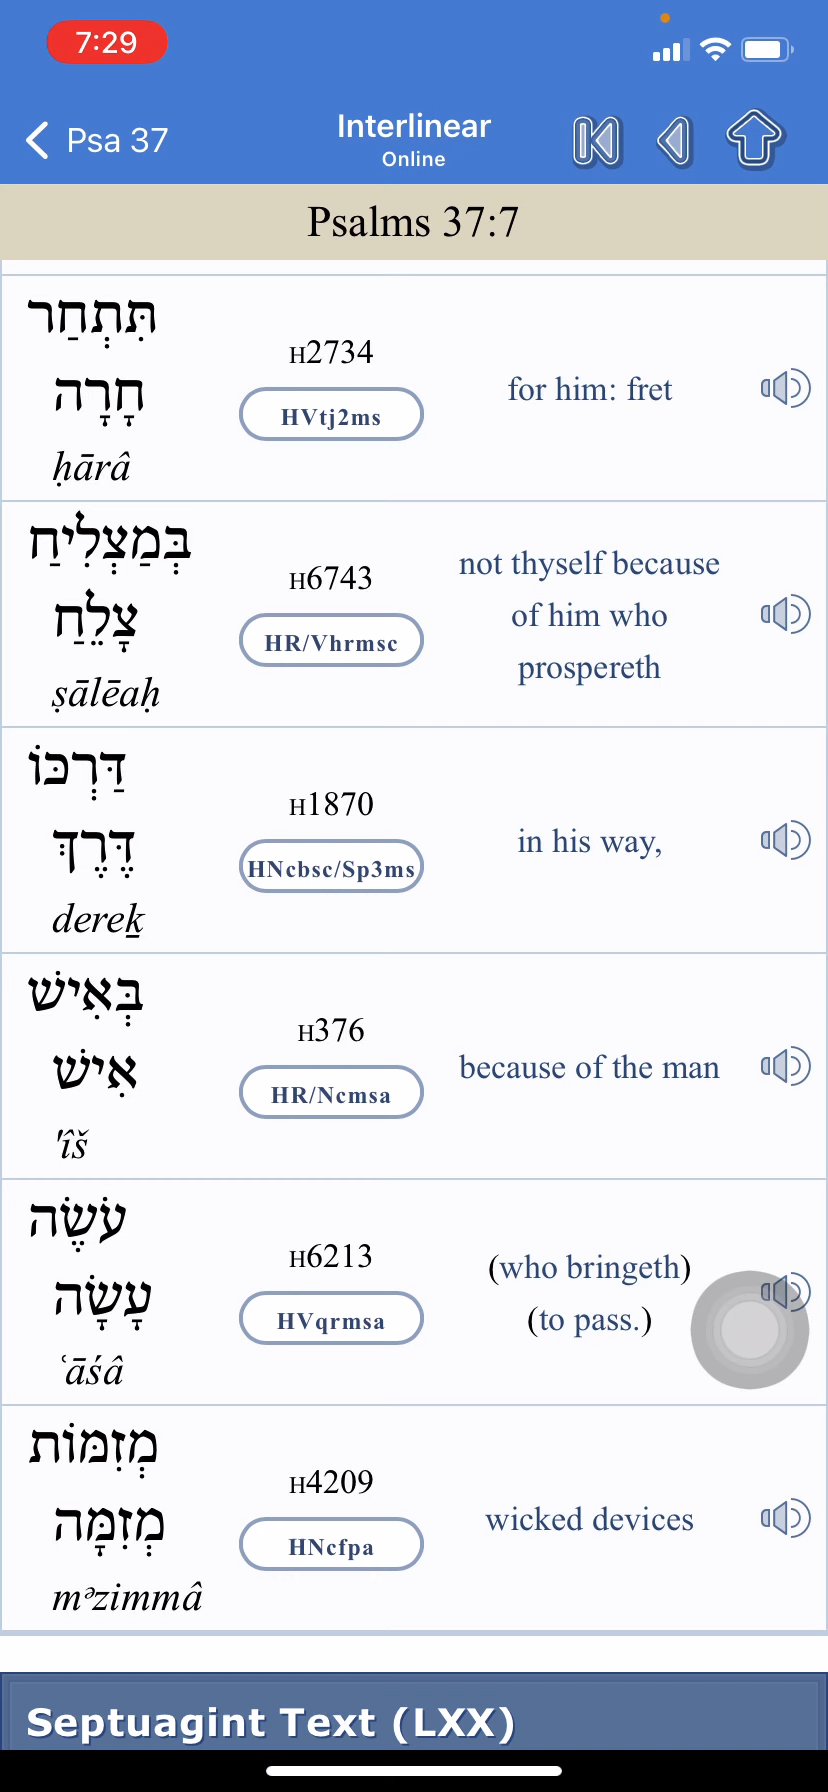 7:29
Psa 37
Interlinear
Online
Psalms 37:7
תִּתְחַר
חָרָה
ḥārâ
H2734
HVtj2ms
for him: fret
בְּמַצְלִיחַ
צָלֵחַ
ṣālēaḥ
H6743
HR/Vhrmsc
not thyself because
of him who
prospereth
דַּרְכּוֹ
דֶּרֶךְ
dereḵ
H1870
HNcbsc/Sp3ms
in his way,
בְּאִישׁ
אִישׁ
'îš
H376
HR/Ncmsa
because of the man
עֹשֶׂה
עָשָׂה
ʿāśâ
H6213
HVqrmsa
(who bringeth)
(to pass.)
מְזִמּוֹת
מְזִמָּה
mᵊzimmâ
H4209
HNcfpa
wicked devices
Septuagint Text (LXX)